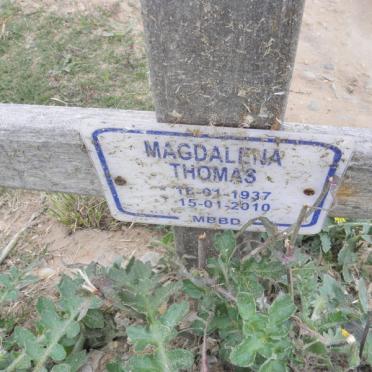 MAGDALENA
THOMAS
16-01-1937
15-01-2010
MBBD